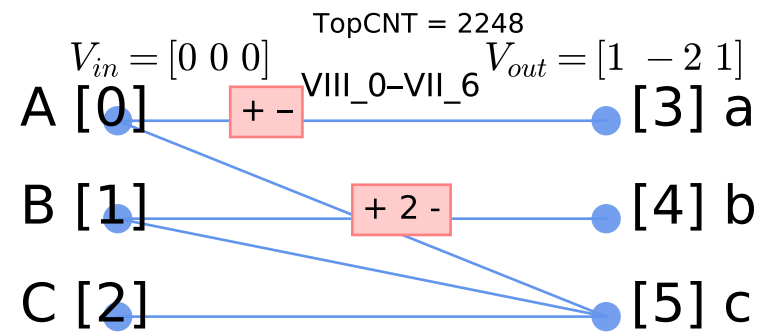 TopCNT = 2248
V_in = [0 0 0]
V_out = [1 −2 1]
VIII_0–VII_6
A [0]
+ −
[3] a
B [1]
+ 2 -
[4] b
C [2]
[5] c